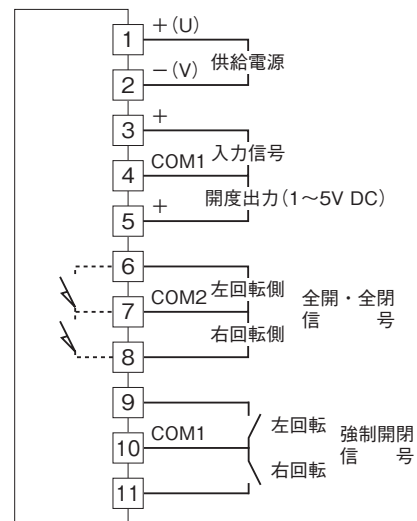 1 +(U)
供給電源
2 −(V)
3 +
入力信号
4 COM1
開度出力(1～5V DC)
5 +
6
左回転側
全開・全閉
7 COM2
信 号
右回転側
8
9
左回転
強制開閉
10 COM1
信 号
右回転
11